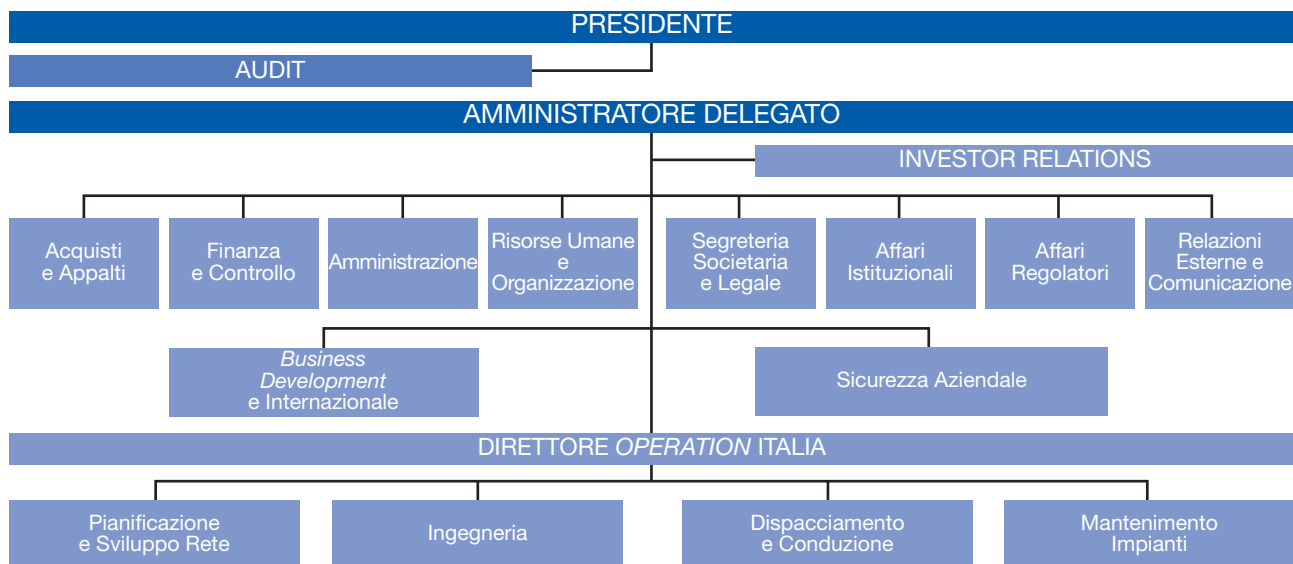 PRESIDENTE
AUDIT
AMMINISTRATORE DELEGATO
INVESTOR RELATIONS
Acquisti
e Appalti
Finanza
e Controllo
Amministrazione
Risorse Umane
e
Organizzazione
Segreteria
Societaria
e Legale
Affari
Istituzionali
Affari
Regolatori
Relazioni
Esterne e
Comunicazione
Business
Development
e Internazionale
Sicurezza Aziendale
DIRETTORE OPERATION ITALIA
Pianificazione
e Sviluppo Rete
Ingegneria
Dispacciamento
e Conduzione
Mantenimento
Impianti